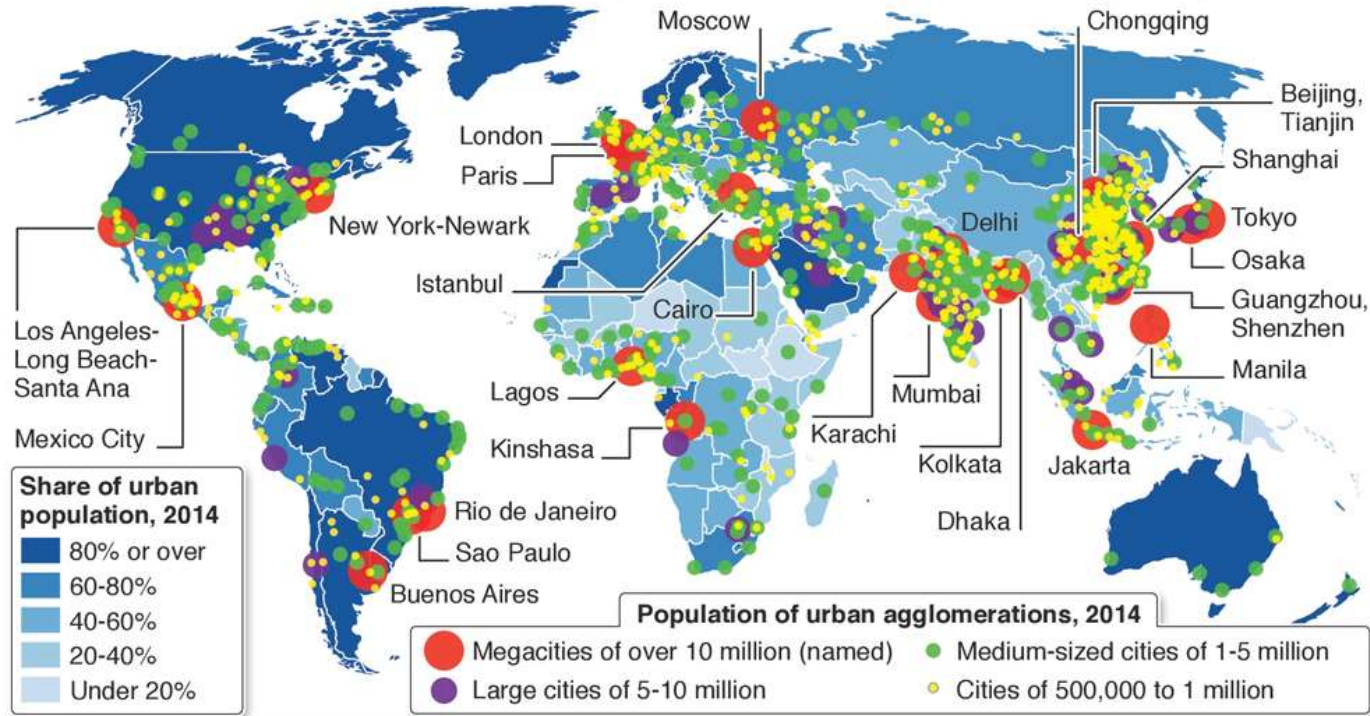 Moscow
Chongqing
Beijing,
Tianjin
London
Paris
Shanghai
New York-Newark
Delhi
Tokyo
Istanbul
Osaka
Cairo
Guangzhou,
Shenzhen
Los Angeles-
Long Beach-
Santa Ana
Lagos
Mumbai
Manila
Mexico City
Kinshasa
Karachi
Kolkata
Jakarta
Dhaka
Rio de Janeiro
Sao Paulo
Buenos Aires
Share of urban
population, 2014
80% or over
60-80%
40-60%
20-40%
Under 20%
Population of urban agglomerations, 2014
Megacities of over 10 million (named)
Medium-sized cities of 1-5 million
Large cities of 5-10 million
Cities of 500,000 to 1 million